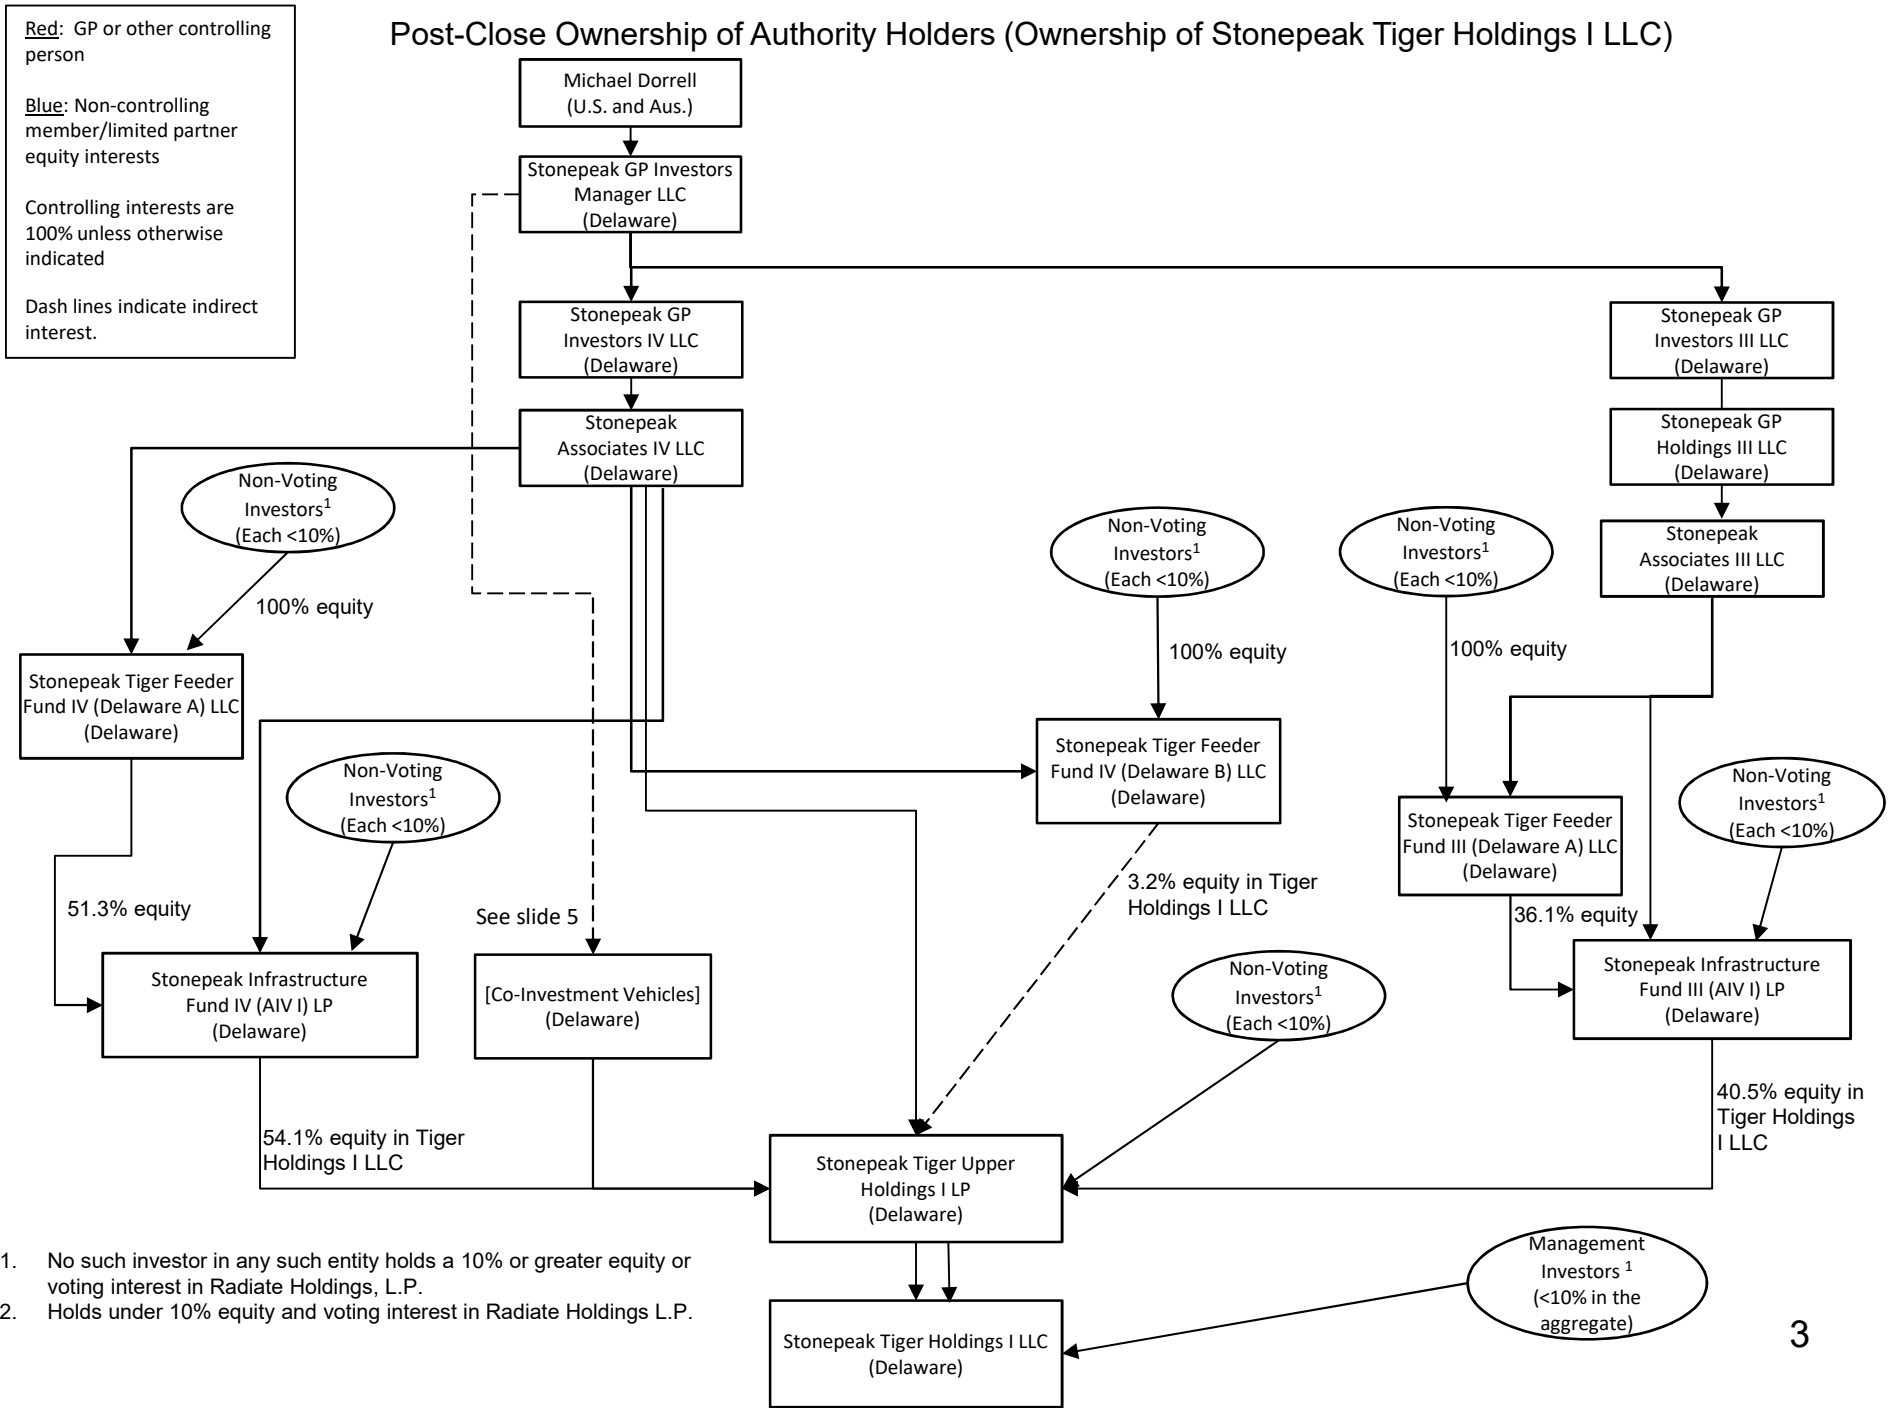 Red: GP or other controlling
person
Blue: Non-controlling
member/limited partner
equity interests
Controlling interests are
100% unless otherwise
indicated
Dash lines indicate indirect
interest.
Post-Close Ownership of Authority Holders (Ownership of Stonepeak Tiger Holdings I LLC)
Michael Dorrell
(U.S. and Aus.)
Stonepeak GP Investors
Manager LLC
(Delaware)
Stonepeak GP
Investors IV LLC
(Delaware)
Stonepeak GP
Investors III LLC
(Delaware)
Stonepeak
Associates IV LLC
(Delaware)
Stonepeak GP
Holdings III LLC
(Delaware)
Non-Voting
Investors1
(Each <10%)
Non-Voting
Investors1
(Each <10%)
Non-Voting
Investors1
(Each <10%)
Stonepeak
Associates III LLC
(Delaware)
100% equity
100% equity
100% equity
Stonepeak Tiger Feeder
Fund IV (Delaware A) LLC
(Delaware)
Stonepeak Tiger Feeder
Fund IV (Delaware B) LLC
(Delaware)
Non-Voting
Investors1
(Each <10%)
Non-Voting
Investors1
(Each <10%)
Stonepeak Tiger Feeder
Fund III (Delaware A) LLC
(Delaware)
51.3% equity
See slide 5
3.2% equity in Tiger
Holdings I LLC
36.1% equity
Stonepeak Infrastructure
Fund IV (AIV I) LP
(Delaware)
[Co-Investment Vehicles]
(Delaware)
Non-Voting
Investors1
(Each <10%)
Stonepeak Infrastructure
Fund III (AIV I) LP
(Delaware)
54.1% equity in Tiger
Holdings I LLC
40.5% equity in
Tiger Holdings
I LLC
Stonepeak Tiger Upper
Holdings I LP
(Delaware)
1. No such investor in any such entity holds a 10% or greater equity or
voting interest in Radiate Holdings, L.P.
2. Holds under 10% equity and voting interest in Radiate Holdings L.P.
Management
Investors 1
(<10% in the
aggregate)
Stonepeak Tiger Holdings I LLC
(Delaware)
3